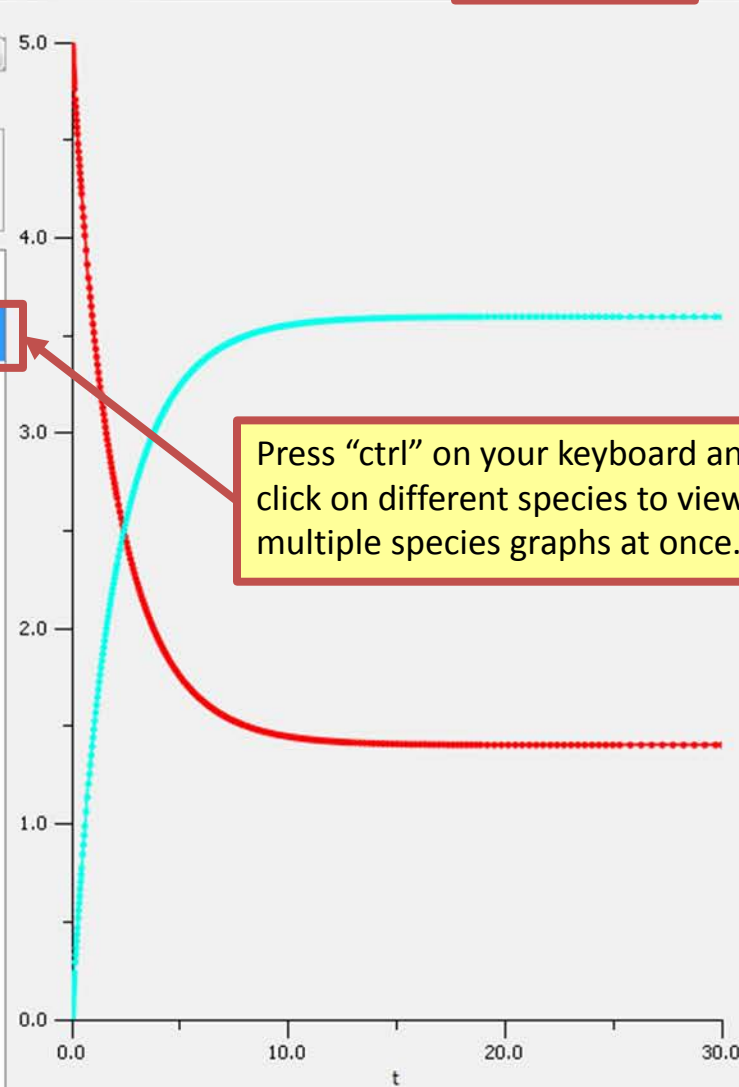 5.0
4.0
3.0
Press “ctrl” on your keyboard
click on different species to view
multiple species graphs at once.
2.0
1.0
0.0
0.0 10.0 20.0 30.0
t